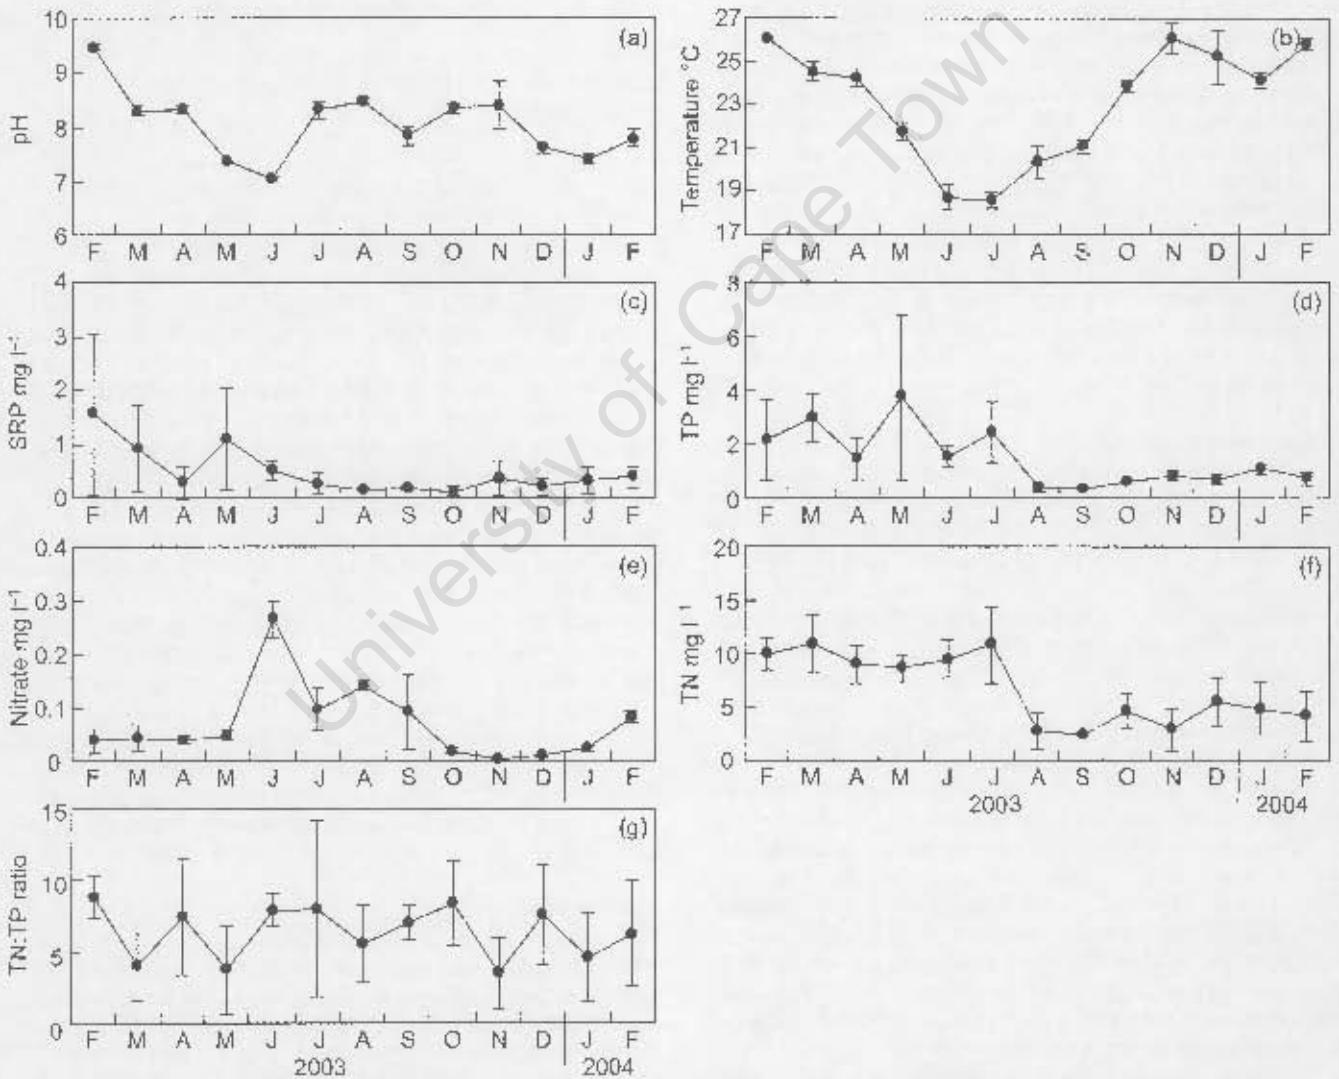 (a)
10
9
8
7
6
pH
F M A M J J A S O N D J F
(b)
27
25
23
21
19
17
Temperature °C
F M A M J J A S O N D J F
(c)
4
3
2
1
0
SRP mg l⁻¹
F M A M J J A S O N D J F
(d)
8
6
4
2
0
TP mg l⁻¹
F M A M J J A S O N D J F
(e)
0.4
0.3
0.2
0.1
0
Nitrate mg l⁻¹
F M A M J J A S O N D J F
(f)
20
15
10
5
0
TN mg l⁻¹
F M A M J J A S O N D J F
2003 2004
(g)
15
10
5
0
TN:TP ratio
F M A M J J A S O N D J F
2003 2004
University of Cape Town